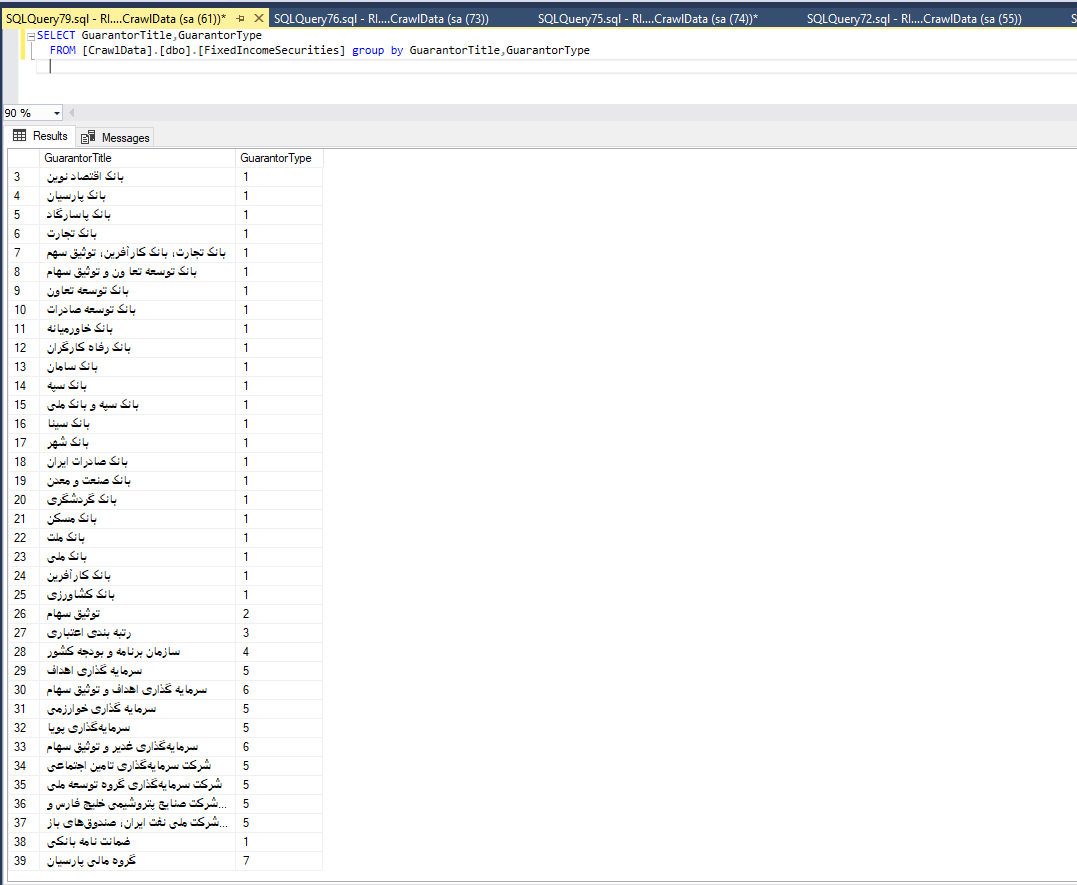 SQLQuery79.sql - RI....CrawlData (sa (61))* SQLQuery76.sql - RI....CrawlData (sa (73)) SQLQuery75.sql - RI....CrawlData (sa (74))* SQLQuery72.sql - RI....CrawlData (sa (55)) S
SELECT GuarantorTitle,GuarantorType
FROM [CrawlData].[dbo].[FixedIncomeSecurities] group by GuarantorTitle,GuarantorType
90 %
Results Messages
GuarantorTitle GuarantorType
3 بانک اقتصاد نوین 1
4 بانک پارسیان 1
5 بانک پاسارگاد 1
6 بانک تجارت 1
7 بانک تجارت، بانک کارآفرین، توثیق سهم 1
8 بانک توسعه تعا ون و توثیق سهام 1
9 بانک توسعه تعاون 1
10 بانک توسعه صادرات 1
11 بانک خاورمیانه 1
12 بانک رفاه کارگران 1
13 بانک سامان 1
14 بانک سپه 1
15 بانک سپه و بانک ملی 1
16 بانک سینا 1
17 بانک شهر 1
18 بانک صادرات ایران 1
19 بانک صنعت و معدن 1
20 بانک گردشگری 1
21 بانک مسکن 1
22 بانک ملت 1
23 بانک ملی 1
24 بانک کارآفرین 1
25 بانک کشاورزی 1
26 توثیق سهام 2
27 رتبه بندی اعتباری 3
28 سازمان برنامه و بودجه کشور 4
29 سرمایه گذاری اهداف 5
30 سرمایه گذاری اهداف و توثیق سهام 6
31 سرمایه گذاری خوارزمی 5
32 سرمایه‌گذاری پویا 5
33 سرمایه‌گذاری غدیر و توثیق سهام 6
34 شرکت سرمایه‌گذاری تامین اجتماعی 5
35 شرکت سرمایه‌گذاری گروه توسعه ملی 5
36 شرکت صنایع پتروشیمی خلیج فارس و... 5
37 شرکت ملی نفت ایران، صندوق‌های باز... 5
38 ضمانت نامه بانکی 1
39 گروه مالی پارسیان 7